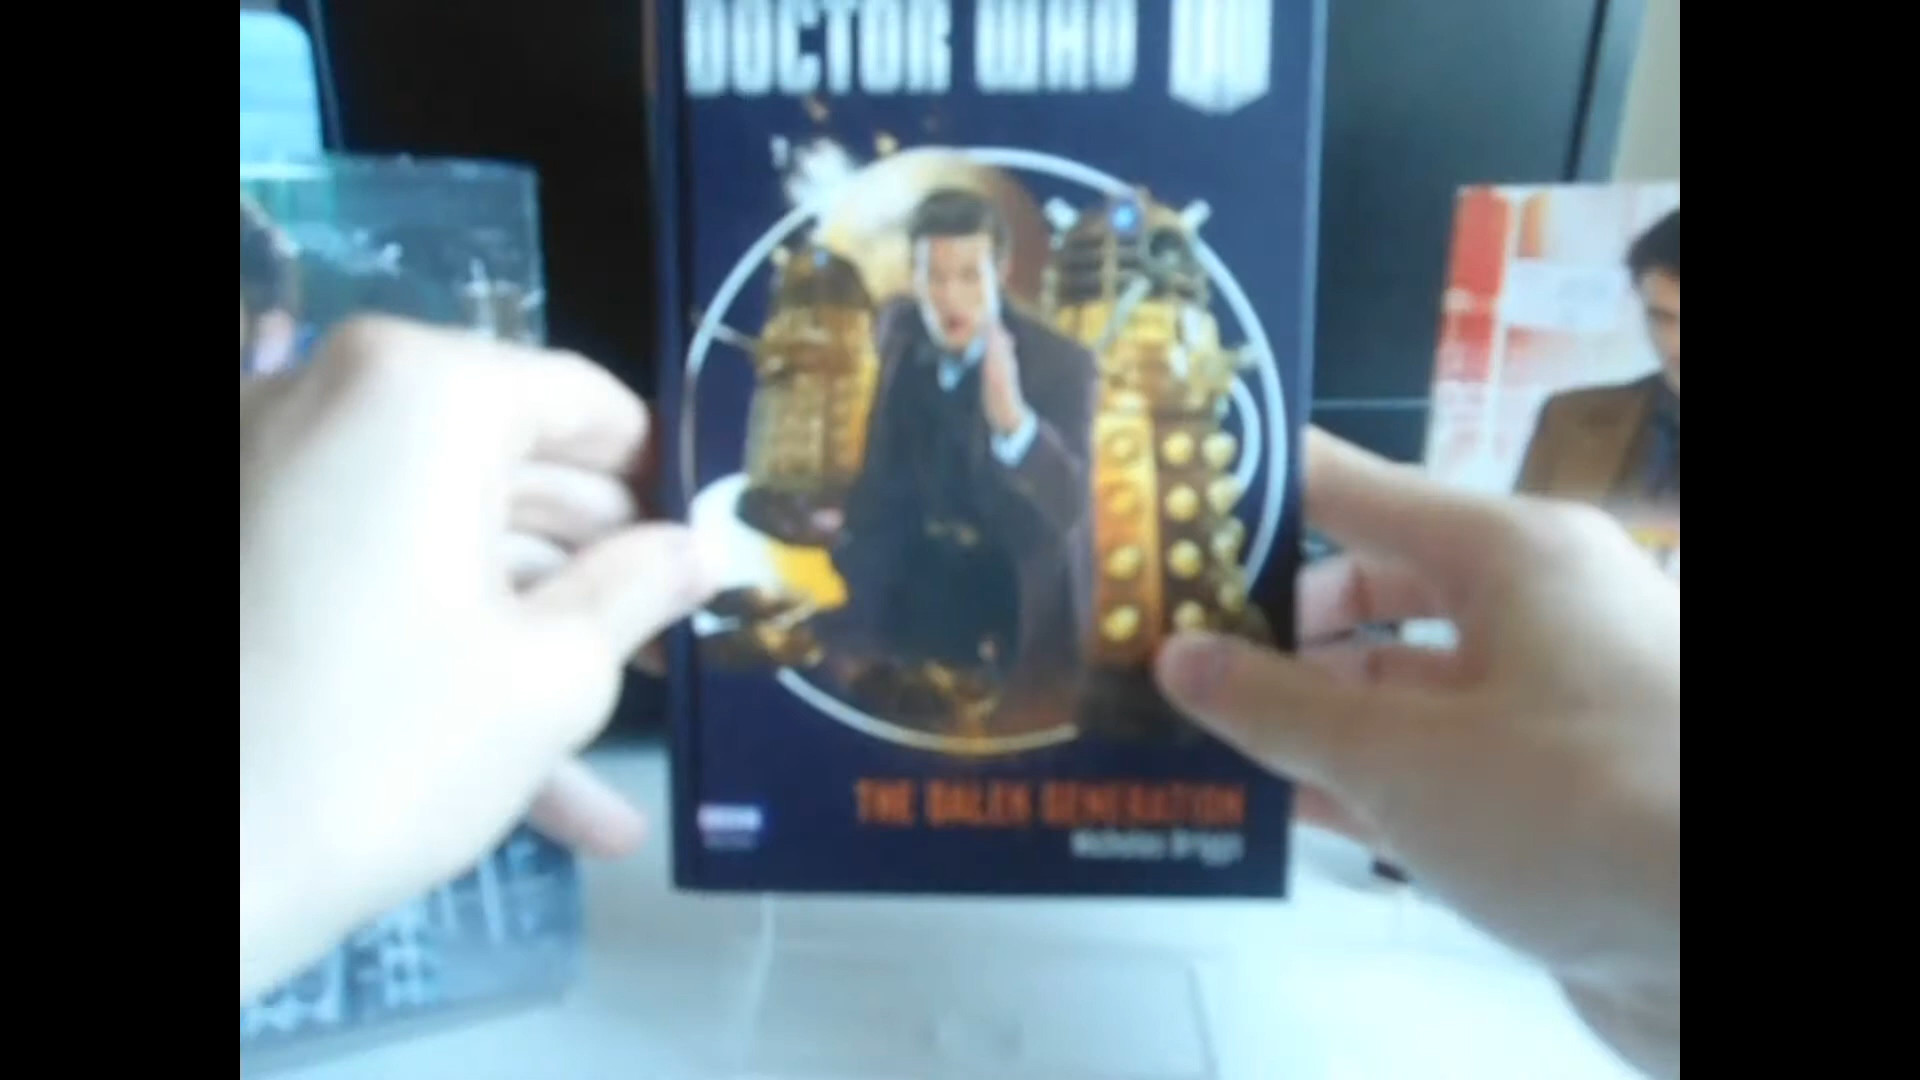 DOCTOR WHO
THE DALEK GENERATION
Nicholas Briggs